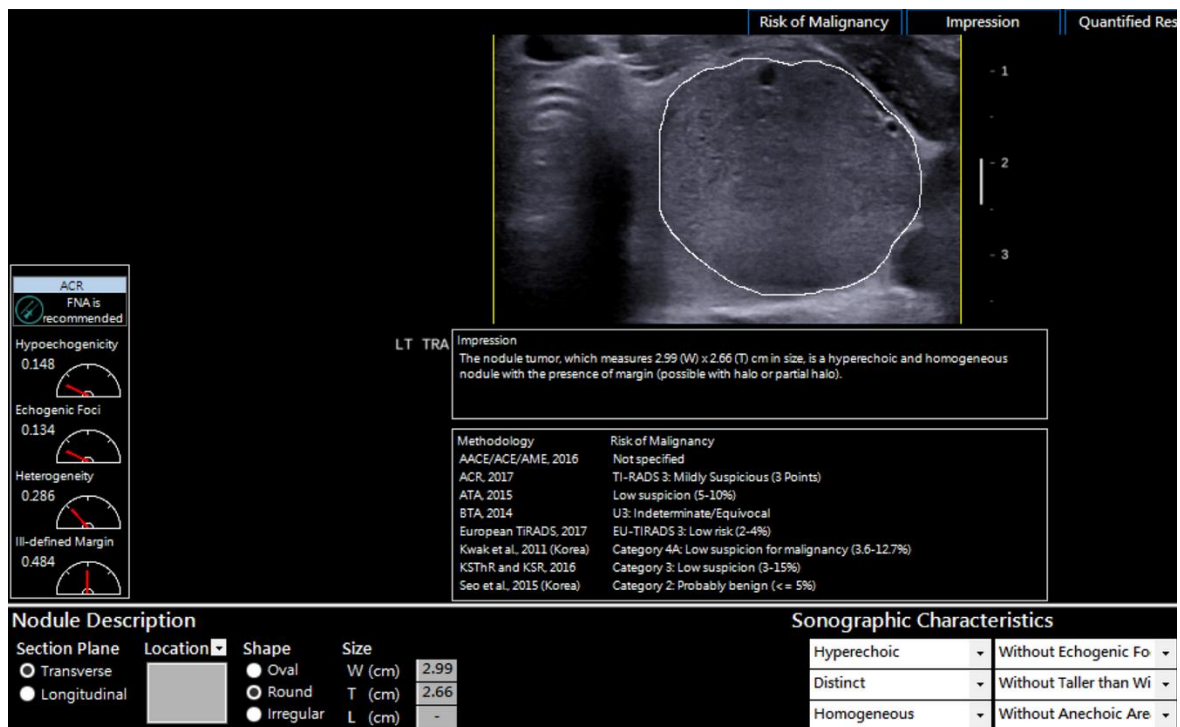 Risk of Malignancy Impression Quantified Res
- 1
- 2
- 3
ACR
FNA is
recommended
Hypoechogenicity
0.148
Echogenic Foci
0.134
Heterogeneity
0.286
Ill-defined Margin
0.484
LT TRA
Impression
The nodule tumor, which measures 2.99 (W) x 2.66 (T) cm in size, is a hyperechoic and homogeneous
nodule with the presence of margin (possible with halo or partial halo).
Methodology Risk of Malignancy
AACE/ACE/AME, 2016 Not specified
ACR, 2017 TI-RADS 3: Mildly Suspicious (3 Points)
ATA, 2015 Low suspicion (5-10%)
BTA, 2014 U3: Indeterminate/Equivocal
European TiRADS, 2017 EU-TIRADS 3: Low risk (2-4%)
Kwak et al., 2011 (Korea) Category 4A: Low suspicion for malignancy (3.6-12.7%)
KSThR and KSR, 2016 Category 3: Low suspicion (3-15%)
Seo et al., 2015 (Korea) Category 2: Probably benign (<= 5%)
Nodule Description
Section Plane Location Shape Size
Transverse Oval W (cm) 2.99
Longitudinal Round T (cm) 2.66
Irregular L (cm) -
Sonographic Characteristics
Hyperechoic Without Echogenic Fo
Distinct Without Taller than Wi
Homogeneous Without Anechoic Are